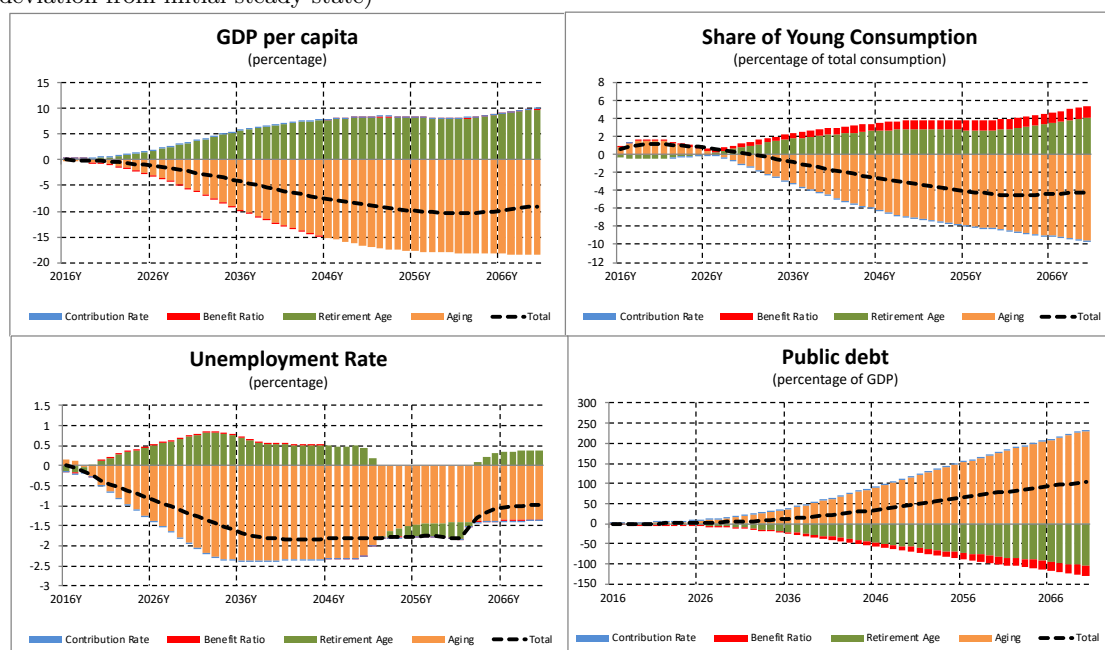 deviation from initial steady state)
GDP per capita
(percentage)
15
10
5
0
-5
-10
-15
-20
2016Y 2026Y 2036Y 2046Y 2056Y 2066Y
Contribution Rate Benefit Ratio Retirement Age Aging Total
Share of Young Consumption
(percentage of total consumption)
8
6
4
2
0
-2
-4
-6
-8
-10
-12
2016Y 2026Y 2036Y 2046Y 2056Y 2066Y
Contribution Rate Benefit Ratio Retirement Age Aging Total
Unemployment Rate
(percentage)
1.5
1
0.5
0
-0.5
-1
-1.5
-2
-2.5
-3
2016Y 2026Y 2036Y 2046Y 2056Y 2066Y
Contribution Rate Benefit Ratio Retirement Age Aging Total
Public debt
(percentage of GDP)
300
250
200
150
100
50
0
-50
-100
-150
2016 2026 2036 2046 2056 2066
Contribution Rate Benefit Ratio Retirement Age Aging Total